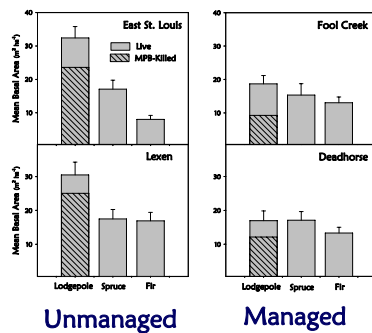 East St. Louis
Live
MPB-Killed
Mean Basal Area (m² ha⁻¹)
40
30
20
10
Fool Creek
40
30
20
10
Lexen
Mean Basal Area (m² ha⁻¹)
30
20
10
Lodgepole Spruce Fir
Deadhorse
30
20
10
Lodgepole Spruce Fir
Unmanaged
Managed